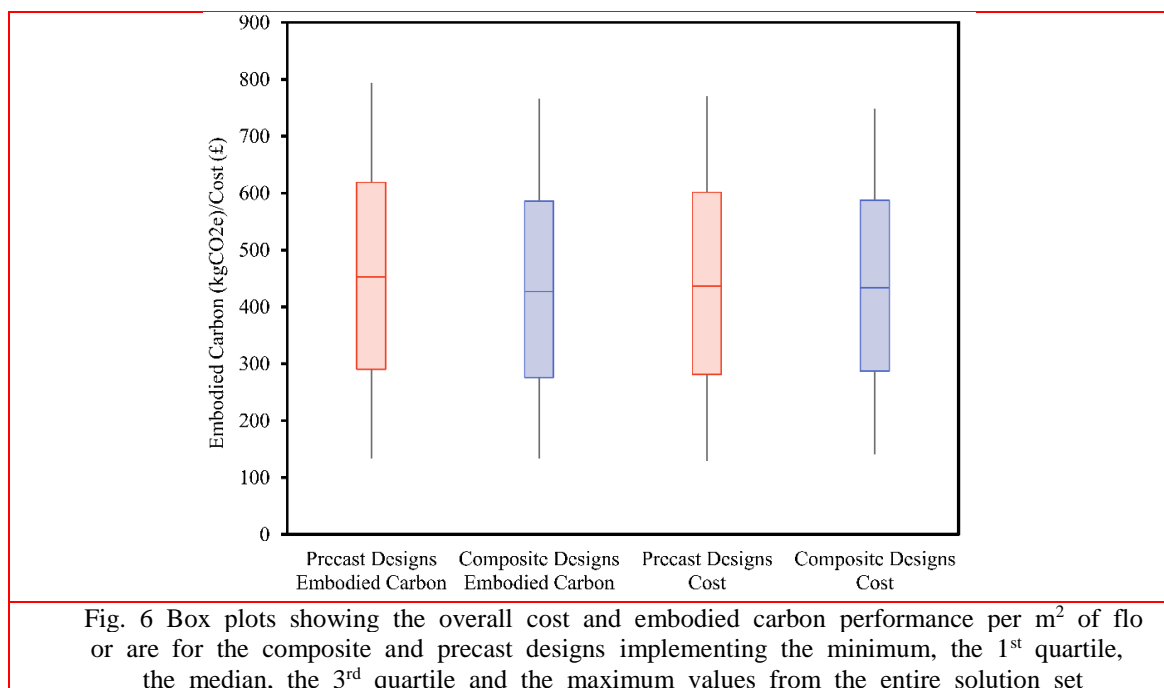 900
800
700
600
500
400
300
200
100
0
Embodied Carbon (kgCO2e)/Cost (£)
Precast Designs
Embodied Carbon
Composite Designs
Embodied Carbon
Precast Designs
Cost
Composite Designs
Cost
Fig. 6 Box plots showing the overall cost and embodied carbon performance per m² of flo
or are for the composite and precast designs implementing the minimum, the 1st quartile,
the median, the 3rd quartile and the maximum values from the entire solution set